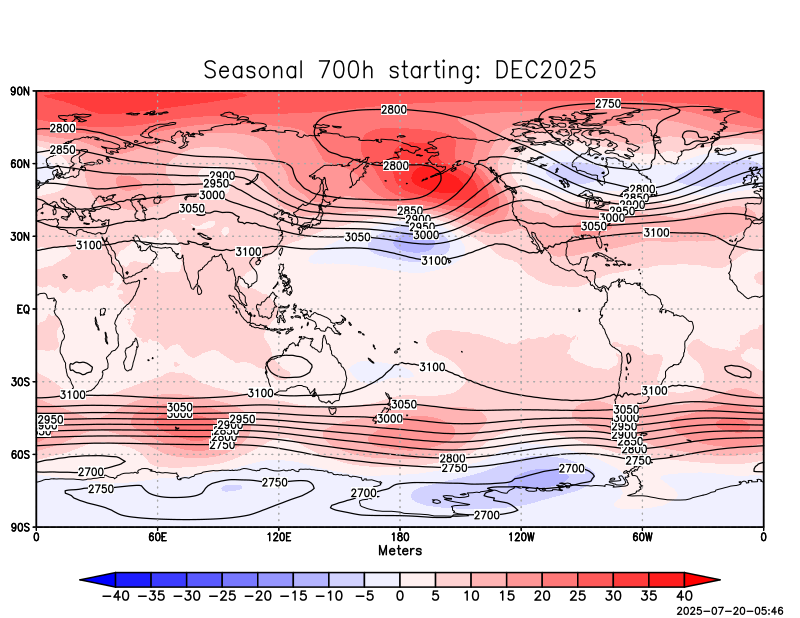 Seasonal 700h starting: DEC2025
90N
2800 2750
2800
2850
60N 2800
2900 2800
2950 2850
3000 2900
3050 2850 2950
2900 3000
2950 3050
30N 3050 3000 3100
3100 3100 3100
EQ
3100
30S
3100 3100 3100
3050 3050 3050
3000 3000 3000
2950 2950 2950
2900 2900
2850 2850
2800 2800
2750 2800 2750
60S 2750
2700 2700
2750 2750 2700
2700
90S
0 60E 120E 180 120W 60W 0
Meters
−40 −35 −30 −25 −20 −15 −10 −5 0 5 10 15 20 25 30 35 40
2025-07-20-05:46